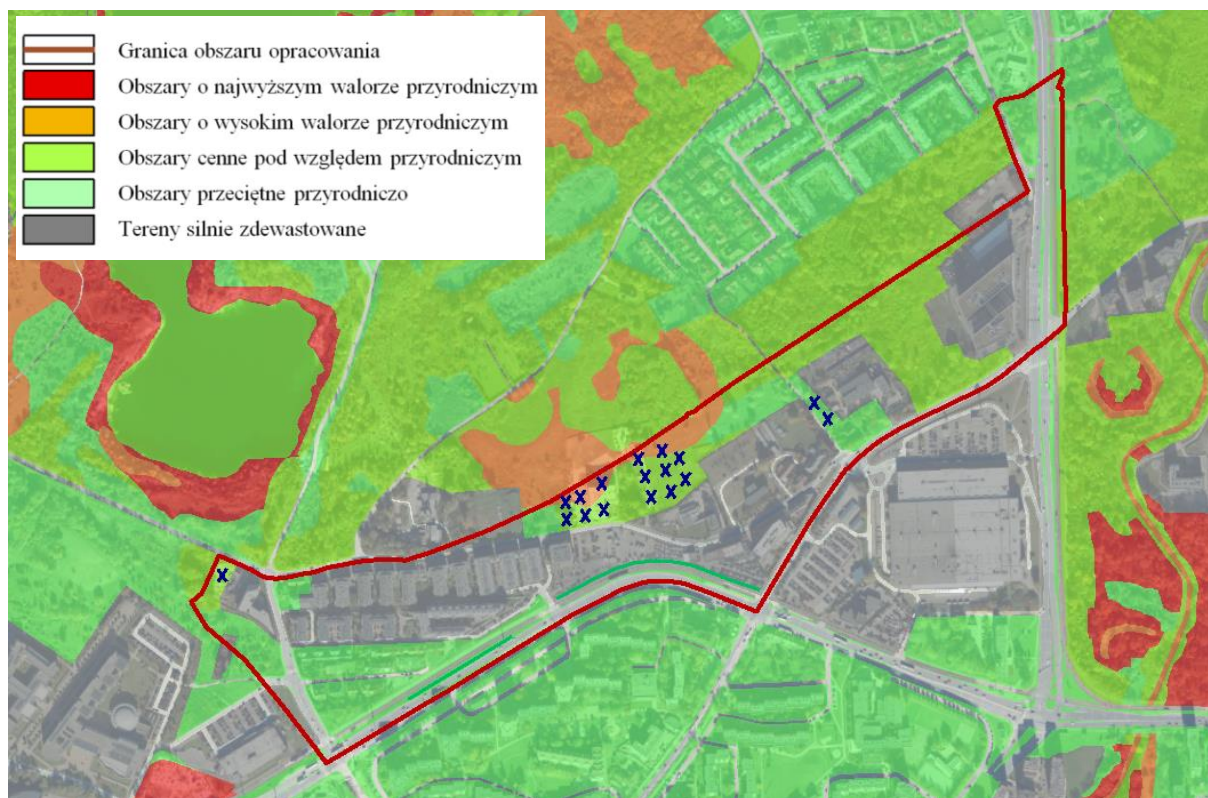 Granica obszaru opracowania
Obszary o najwyższym walorze przyrodniczym
Obszary o wysokim walorze przyrodniczym
Obszary cenne pod względem przyrodniczym
Obszary przeciętne przyrodniczo
Tereny silnie zdewastowane